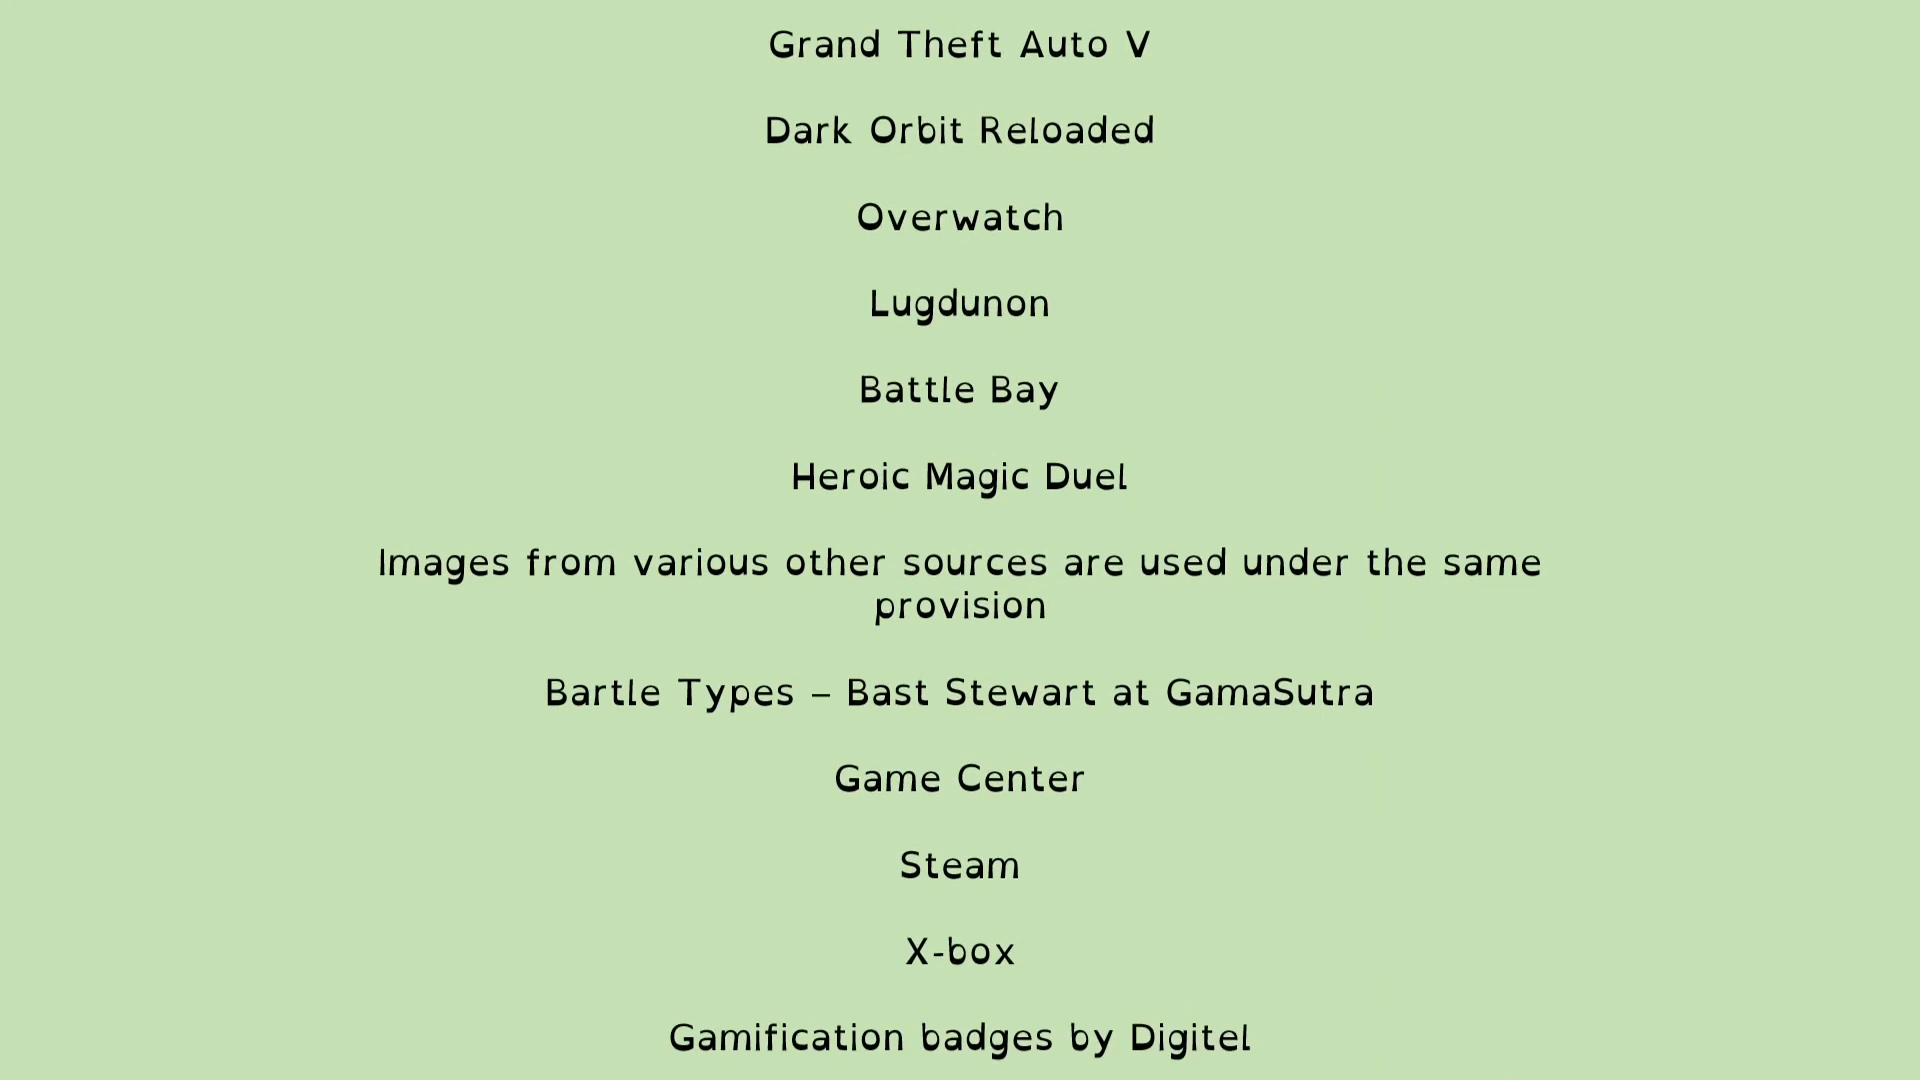 Grand Theft Auto V
Dark Orbit Reloaded
Overwatch
Lugdunon
Battle Bay
Heroic Magic Duel
Images from various other sources are used under the same
provision
Bartle Types – Bast Stewart at GamaSutra
Game Center
Steam
X-box
Gamification badges by Digitel